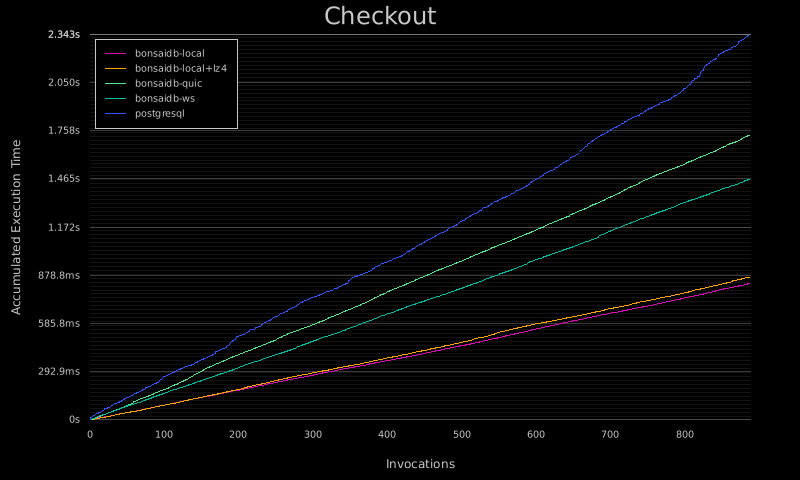 Checkout
2.343s
bonsaidb-local
bonsaidb-local+lz4
2.050s
bonsaidb-quic
bonsaidb-ws
postgresql
1.758s
1.465s
1.172s
878.8ms
585.8ms
292.9ms
0s
Accumulated Execution Time
0 100 200 300 400 500 600 700 800
Invocations